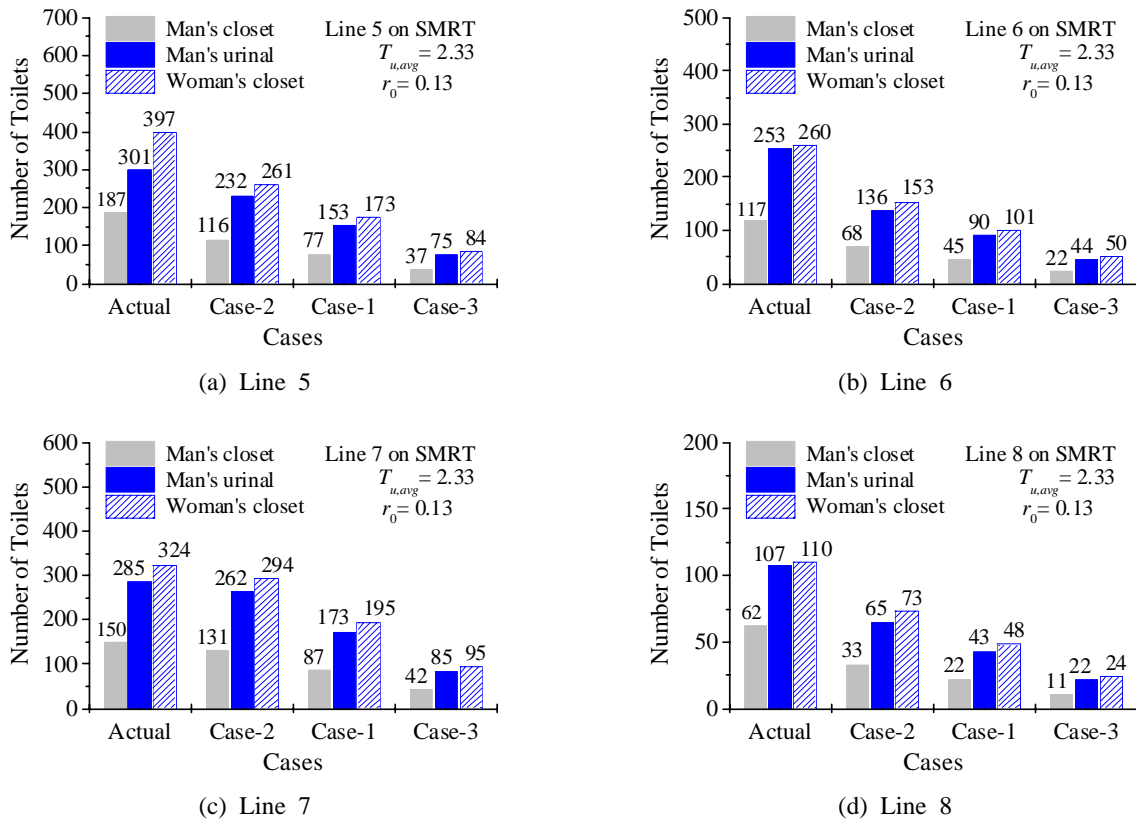 Number of Toilets
700
600
500
400
300
200
100
0
Man's closet
Man's urinal
Woman's closet
Line 5 on SMRT
Tu,avg = 2.33
r0= 0.13
187 301 397
116 232 261
77 153 173
37 75 84
Actual Case-2 Case-1 Case-3
Cases
(a) Line 5
Number of Toilets
500
400
300
250
100
0
Man's closet
Man's urinal
Woman's closet
Line 6 on SMRT
Tu,avg = 2.33
r0= 0.13
117 253 260
68 136 153
45 90 101
22 44 50
Actual Case-2 Case-1 Case-3
Cases
(b) Line 6
Number of Toilets
600
500
400
300
200
100
0
Man's closet
Man's urinal
Woman's closet
Line 7 on SMRT
Tu,avg = 2.33
r0= 0.13
150 285 324
131 262 294
87 173 195
42 85 95
Actual Case-2 Case-1 Case-3
Cases
(c) Line 7
Number of Toilets
200
150
100
50
0
Man's closet
Man's urinal
Woman's closet
Line 8 on SMRT
Tu,avg = 2.33
r0= 0.13
62 107 110
33 65 73
22 43 48
11 22 24
Actual Case-2 Case-1 Case-3
Cases
(d) Line 8